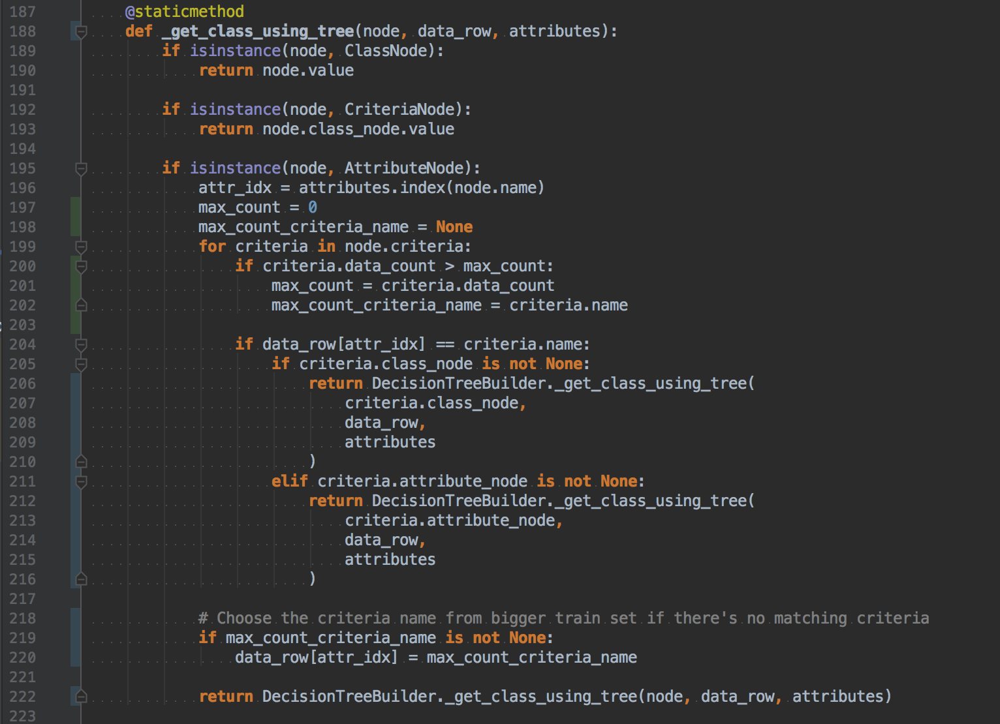 187 @staticmethod
188 def _get_class_using_tree(node, data_row, attributes):
189 if isinstance(node, ClassNode):
190 return node.value
191
192 if isinstance(node, CriteriaNode):
193 return node.class_node.value
194
195 if isinstance(node, AttributeNode):
196 attr_idx = attributes.index(node.name)
197 max_count = 0
198 max_count_criteria_name = None
199 for criteria in node.criteria:
200 if criteria.data_count > max_count:
201 max_count = criteria.data_count
202 max_count_criteria_name = criteria.name
203
204 if data_row[attr_idx] == criteria.name:
205 if criteria.class_node is not None:
206 return DecisionTreeBuilder._get_class_using_tree(
207 criteria.class_node,
208 data_row,
209 attributes
210 )
211 elif criteria.attribute_node is not None:
212 return DecisionTreeBuilder._get_class_using_tree(
213 criteria.attribute_node,
214 data_row,
215 attributes
216 )
217
218 # Choose the criteria name from bigger train set if there's no matching criteria
219 if max_count_criteria_name is not None:
220 data_row[attr_idx] = max_count_criteria_name
221
222 return DecisionTreeBuilder._get_class_using_tree(node, data_row, attributes)
223